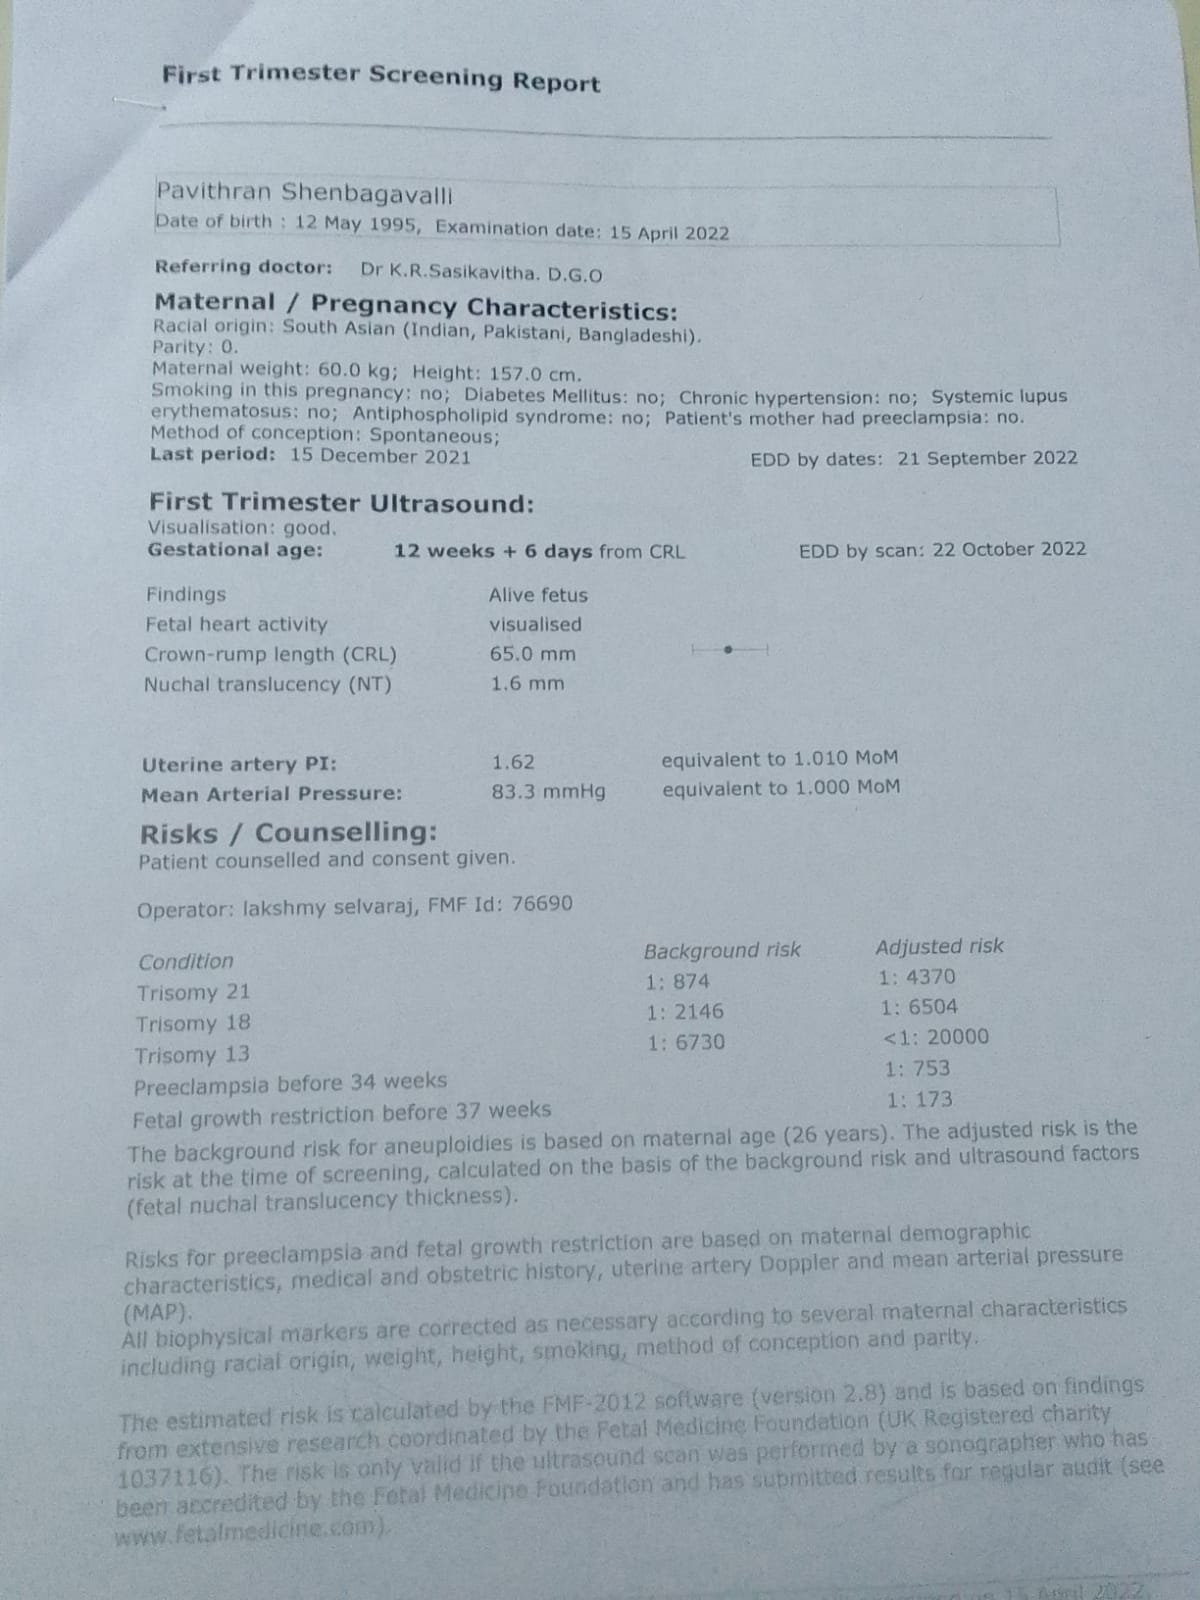 First Trimester Screening Report
Pavithran Shenbagavalli
Date of birth : 12 May 1995, Examination date: 15 April 2022
Referring doctor: Dr K.R.Sasikavitha. D.G.O
Maternal / Pregnancy Characteristics:
Racial origin: South Asian (Indian, Pakistani, Bangladeshi).
Parity: 0.
Maternal weight: 60.0 kg; Height: 157.0 cm.
Smoking in this pregnancy: no; Diabetes Mellitus: no; Chronic hypertension: no; Systemic lupus
erythematosus: no; Antiphospholipid syndrome: no; Patient's mother had preeclampsia: no.
Method of conception: Spontaneous;
Last period: 15 December 2021 EDD by dates: 21 September 2022
First Trimester Ultrasound:
Visualisation: good.
Gestational age: 12 weeks + 6 days from CRL EDD by scan: 22 October 2022
Findings Alive fetus
Fetal heart activity visualised
Crown-rump length (CRL) 65.0 mm
Nuchal translucency (NT) 1.6 mm
Uterine artery PI: 1.62 equivalent to 1.010 MoM
Mean Arterial Pressure: 83.3 mmHg equivalent to 1.000 MoM
Risks / Counselling:
Patient counselled and consent given.
Operator: lakshmy selvaraj, FMF Id: 76690
Condition Background risk Adjusted risk
Trisomy 21 1: 874 1: 4370
Trisomy 18 1: 2146 1: 6504
Trisomy 13 1: 6730 <1: 20000
Preeclampsia before 34 weeks 1: 753
Fetal growth restriction before 37 weeks 1: 173
The background risk for aneuploidies is based on maternal age (26 years). The adjusted risk is the
risk at the time of screening, calculated on the basis of the background risk and ultrasound factors
(fetal nuchal translucency thickness).
Risks for preeclampsia and fetal growth restriction are based on maternal demographic
characteristics, medical and obstetric history, uterine artery Doppler and mean arterial pressure
(MAP).
All biophysical markers are corrected as necessary according to several maternal characteristics
including racial origin, weight, height, smoking, method of conception and parity.
The estimated risk is calculated by the FMF-2012 software (version 2.8) and is based on findings
from extensive research coordinated by the Fetal Medicine Foundation (UK Registered charity
1037116). The risk is only valid if the ultrasound scan was performed by a sonographer who has
been accredited by the Fetal Medicine Foundation and has submitted results for regular audit (see
www.fetalmedicine.com).
on 15 April 2022.